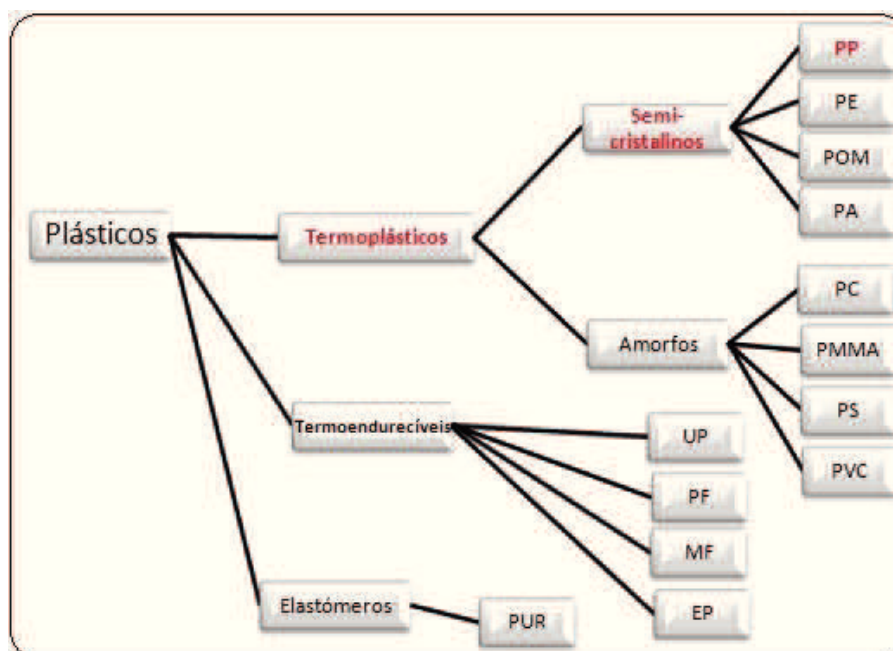 Plásticos
Termoplásticos
Semi-
cristalinos
PP
PE
POM
PA
Amorfos
PC
PMMA
PS
PVC
Termoendurecíveis
UP
PF
MF
EP
Elastómeros
PUR